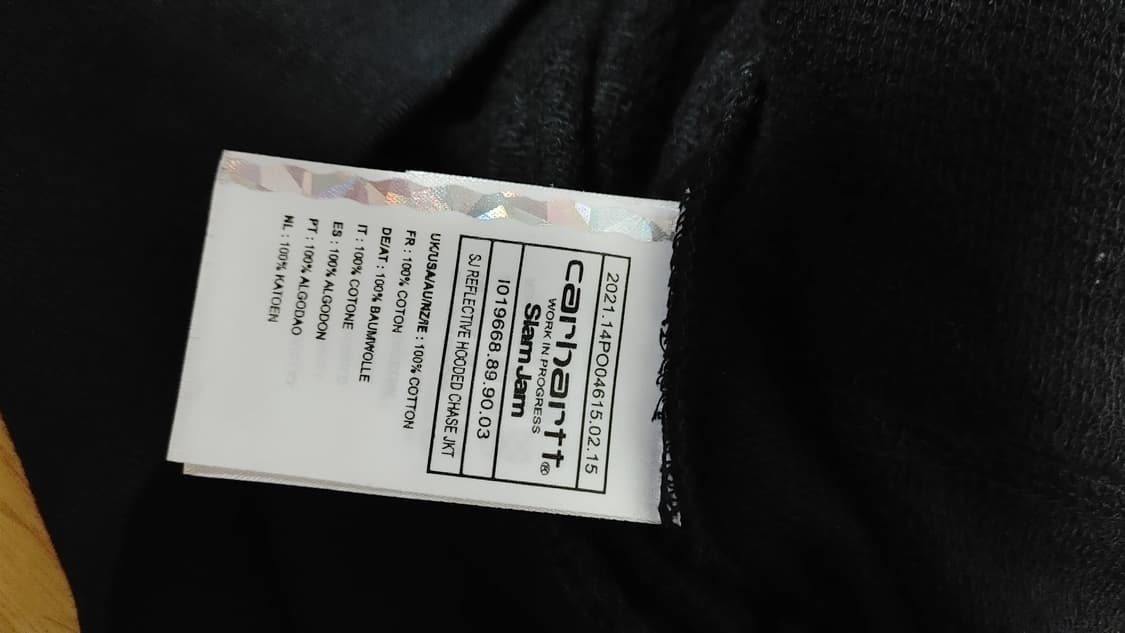 2021.14PO04615.02.15
carhartt®
WORK IN PROGRESS
Slam Jam
I019668.89.90.03
SJ REFLECTIVE HOODED CHASE JKT
UK/USA/AU/NZ/IE : 100% COTTON
FR : 100% COTON
DE/AT : 100% BAUMWOLLE
IT : 100% COTONE
ES : 100% ALGODON
PT : 100% ALGODAO
NL : 100% KATOEN